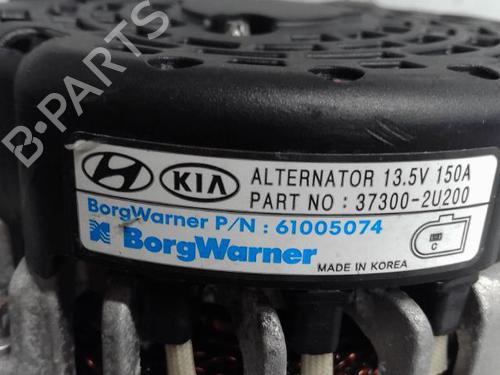 B-PARTS
KIA
ALTERNATOR 13.5V 150A
PART NO : 37300-2U200
BorgWarner P/N : 61005074
BorgWarner
C
MADE IN KOREA